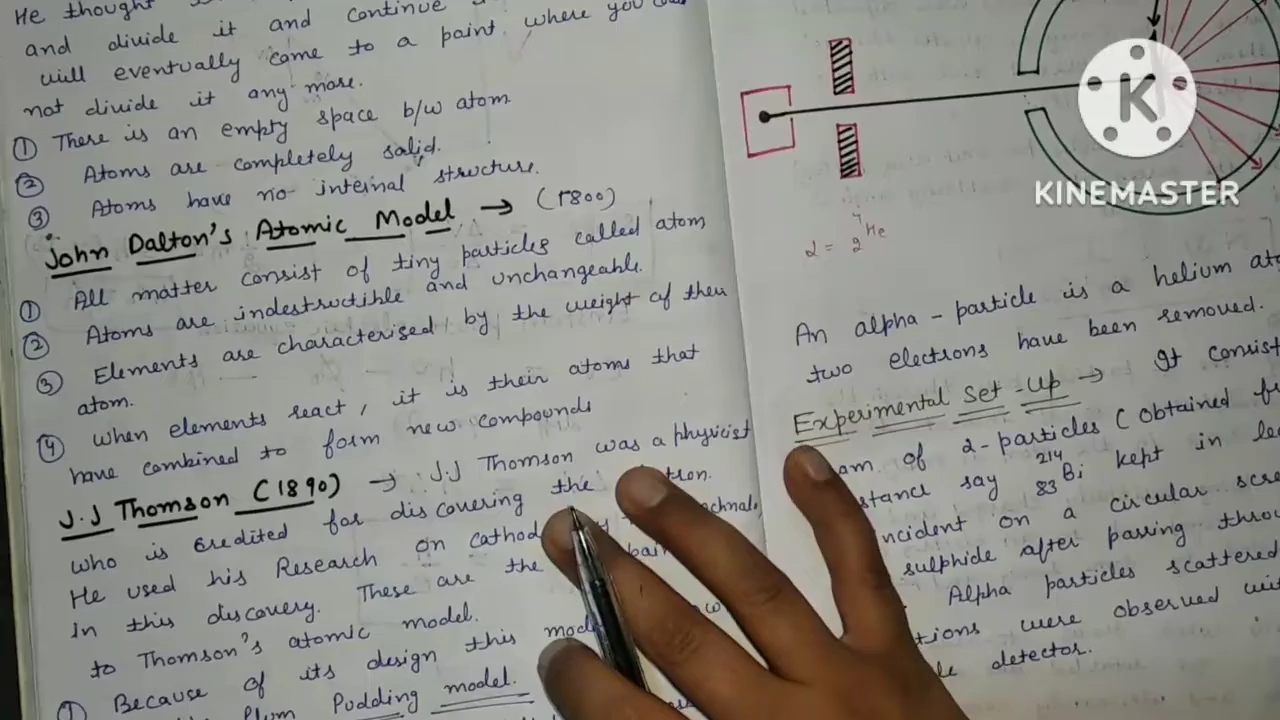 He thought
and divide it and continue
will eventually come to a point where you
not divide it any more.
① There is an empty space b/w atom
② Atoms are completely solid.
③ Atoms have no internal structure.
John Dalton's Atomic Model → (1800)
① All matter consist of tiny particles called atom
② Atoms are indestructible and unchangeable.
③ Elements are characterised by the weight of their
atom.
④ When elements react, it is their atoms that
have combined to form new compounds
J.J Thomson (1890) → J.J Thomson was a physicist
who is credited for discovering the
He used his Research on
In this discovery. These are the
to Thomson's atomic model.
① Because of its design this
Plum Pudding model.
K
KINEMASTER
α = ⁴₂He
An alpha-particle is a helium
two electrons have been removed.
Experimental Set-Up → It
of α-particles (obtained
say ²¹⁴₈₃Bi kept in
on a circular
sulphide after passing
Alpha particles scattered
were observed
detector.